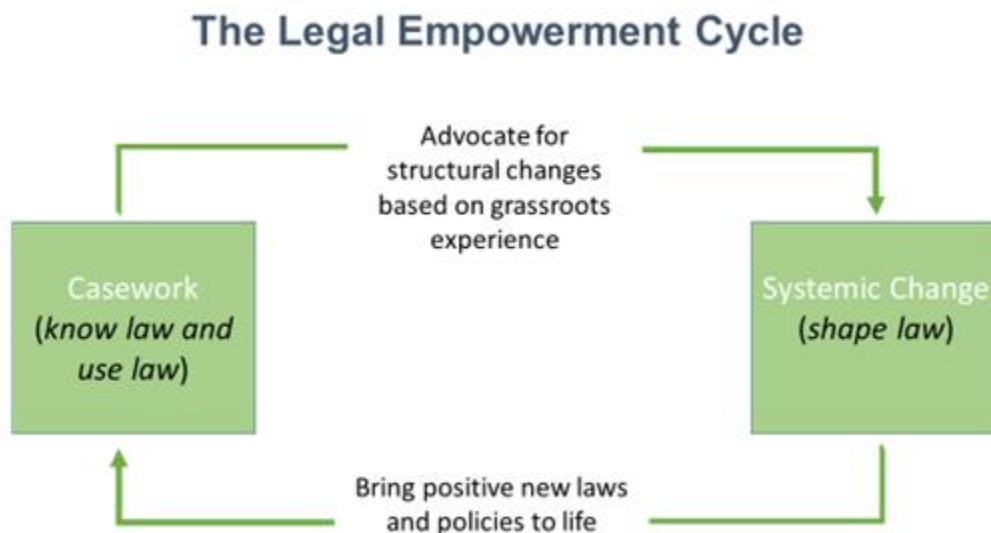 The Legal Empowerment Cycle
Advocate for
structural changes
based on grassroots
experience
Casework
(know law and
use law)
Systemic Change
(shape law)
Bring positive new laws
and policies to life